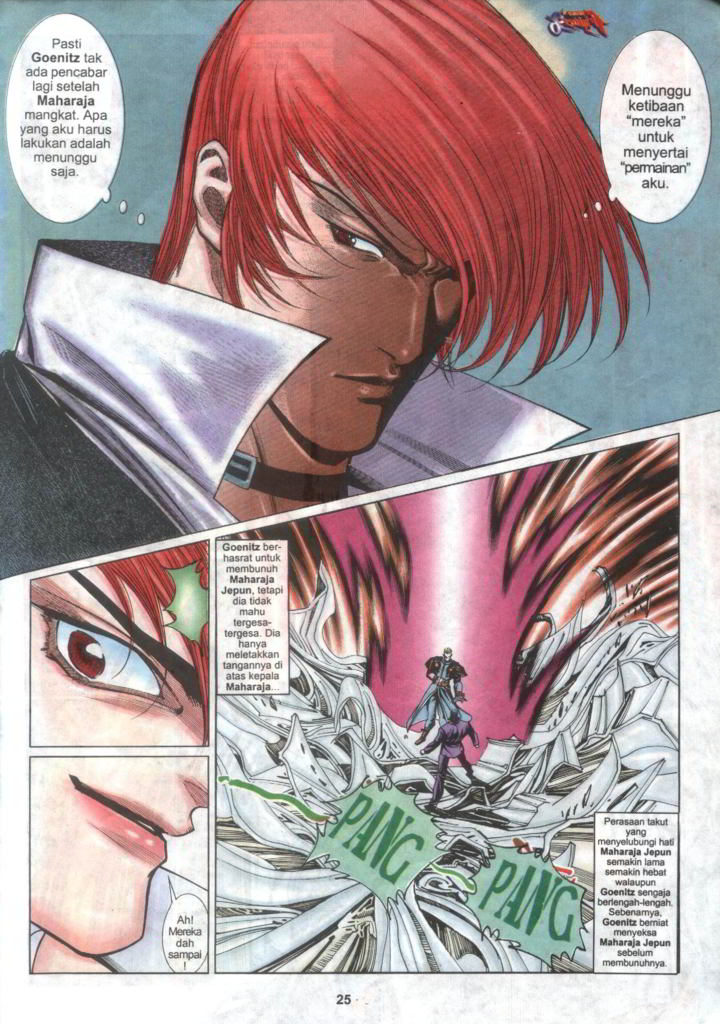 Pasti
Goenitz tak
ada pencabar
lagi setelah
Maharaja
mangkat. Apa
yang aku harus
lakukan adalah
menunggu
saja.
Menunggu
ketibaan
“mereka”
untuk
menyertai
“permainan”
aku.
Goenitz ber-
hasrat untuk
membunuh
Maharaja
Jepun, tetapi
dia tidak
mahu
tergesa-
tergesa. Dia
hanya
meletakkan
tangannya di
atas kepala
Maharaja...
PANG
PANG
Ah!
Mereka
dah
sampai
!
Perasaan takut
yang
menyelubungi hati
Maharaja Jepun
semakin lama
semakin hebat
walaupun
Goenitz sengaja
berlengah-lengah.
Sebenarnya,
Goenitz berniat
menyeksa
Maharaja Jepun
sebelum
membunuhnya.
25